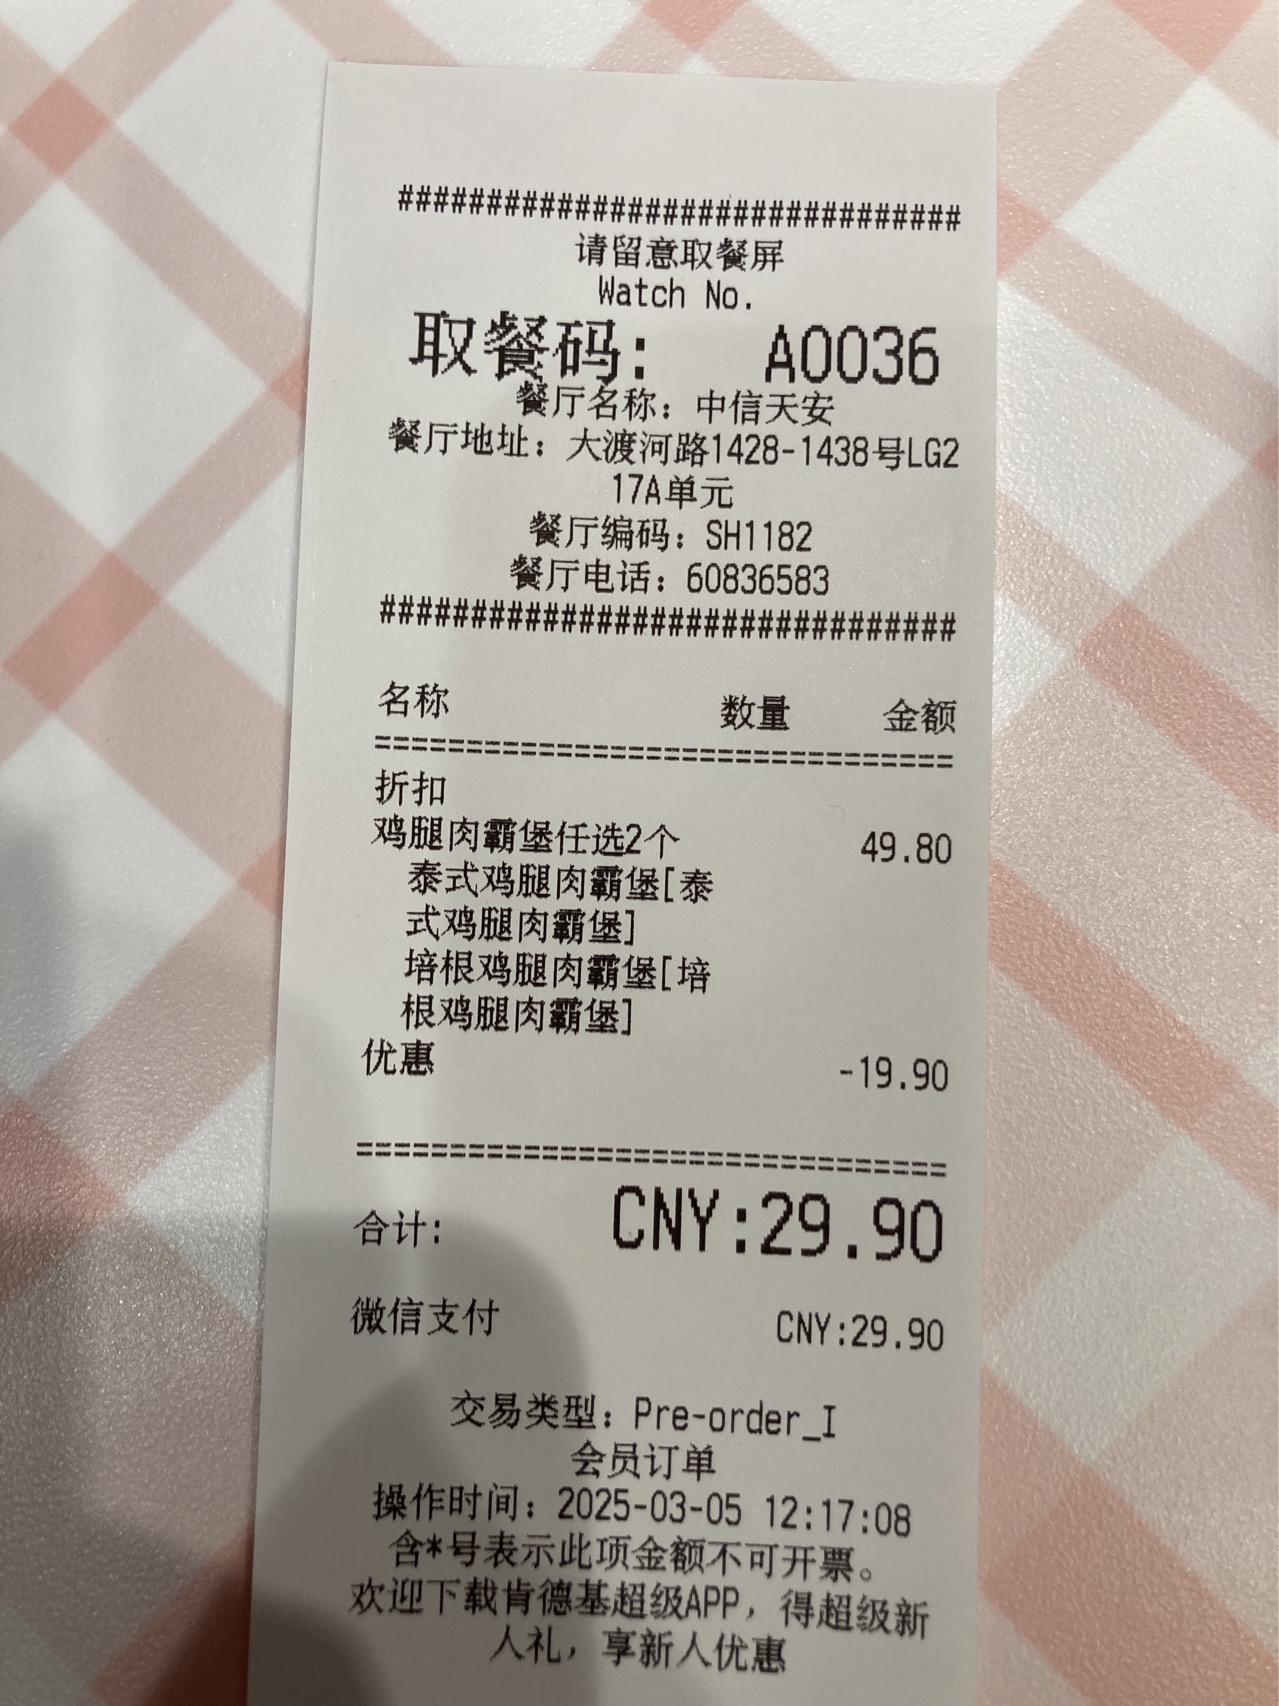 ################################
请留意取餐屏
Watch No.
取餐码: A0036
餐厅名称: 中信天安
餐厅地址: 大渡河路1428-1438号LG2
17A单元
餐厅编码: SH1182
餐厅电话: 60836583
################################
名称 数量 金额
================================
折扣
鸡腿肉霸堡任选2个 49.80
泰式鸡腿肉霸堡[泰
式鸡腿肉霸堡]
培根鸡腿肉霸堡[培
根鸡腿肉霸堡]
优惠 -19.90
================================
合计: CNY:29.90
微信支付 CNY:29.90
交易类型: Pre-order_I
会员订单
操作时间: 2025-03-05 12:17:08
含*号表示此项金额不可开票。
欢迎下载肯德基超级APP, 得超级新
人礼, 享新人优惠